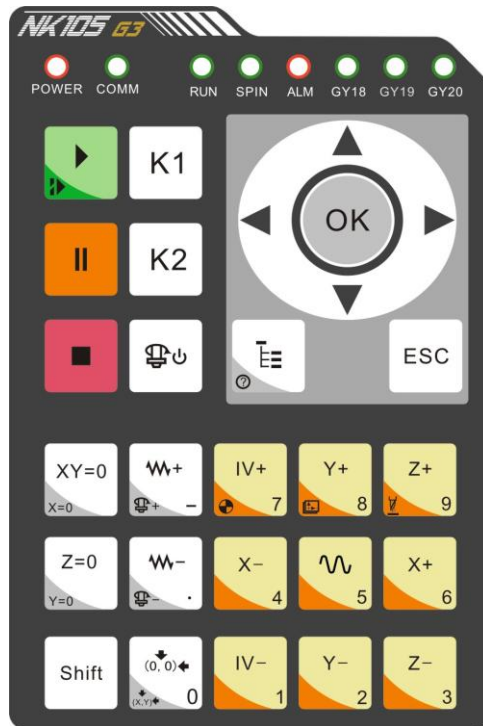 NK105 G3
POWER COMM RUN SPIN ALM GY18 GY19 GY20
K1
OK
K2
ESC
XY=0 + IV+ Y+ Z+
X=0 + - 7 8 9
Z=0 - X- X+
Y=0 - . 4 5 6
Shift (0, 0) IV- Y- Z-
(X,Y) 0 1 2 3